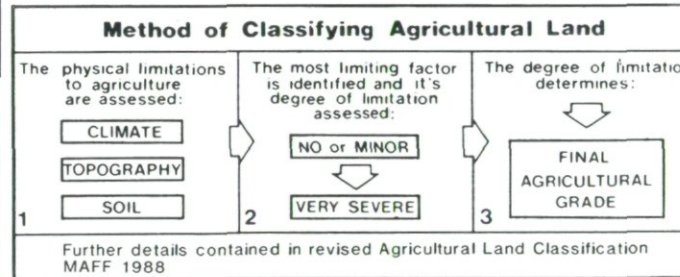 Method of Classifying Agricultural Land
The physical limitations
to agriculture
are assessed:
CLIMATE
TOPOGRAPHY
SOIL
1
The most limiting factor
is identified and it's
degree of limitation
assessed:
NO or MINOR
VERY SEVERE
2
The degree of limitatio
determines:
FINAL
AGRICULTURAL
GRADE
3
Further details contained in revised Agricultural Land Classification
MAFF 1988